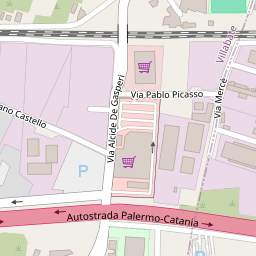 Villabate
Via Pablo Picasso
Via Mercè
Via Alcide De Gasperi
ano Castello
P
P
Autostrada Palermo-Catania